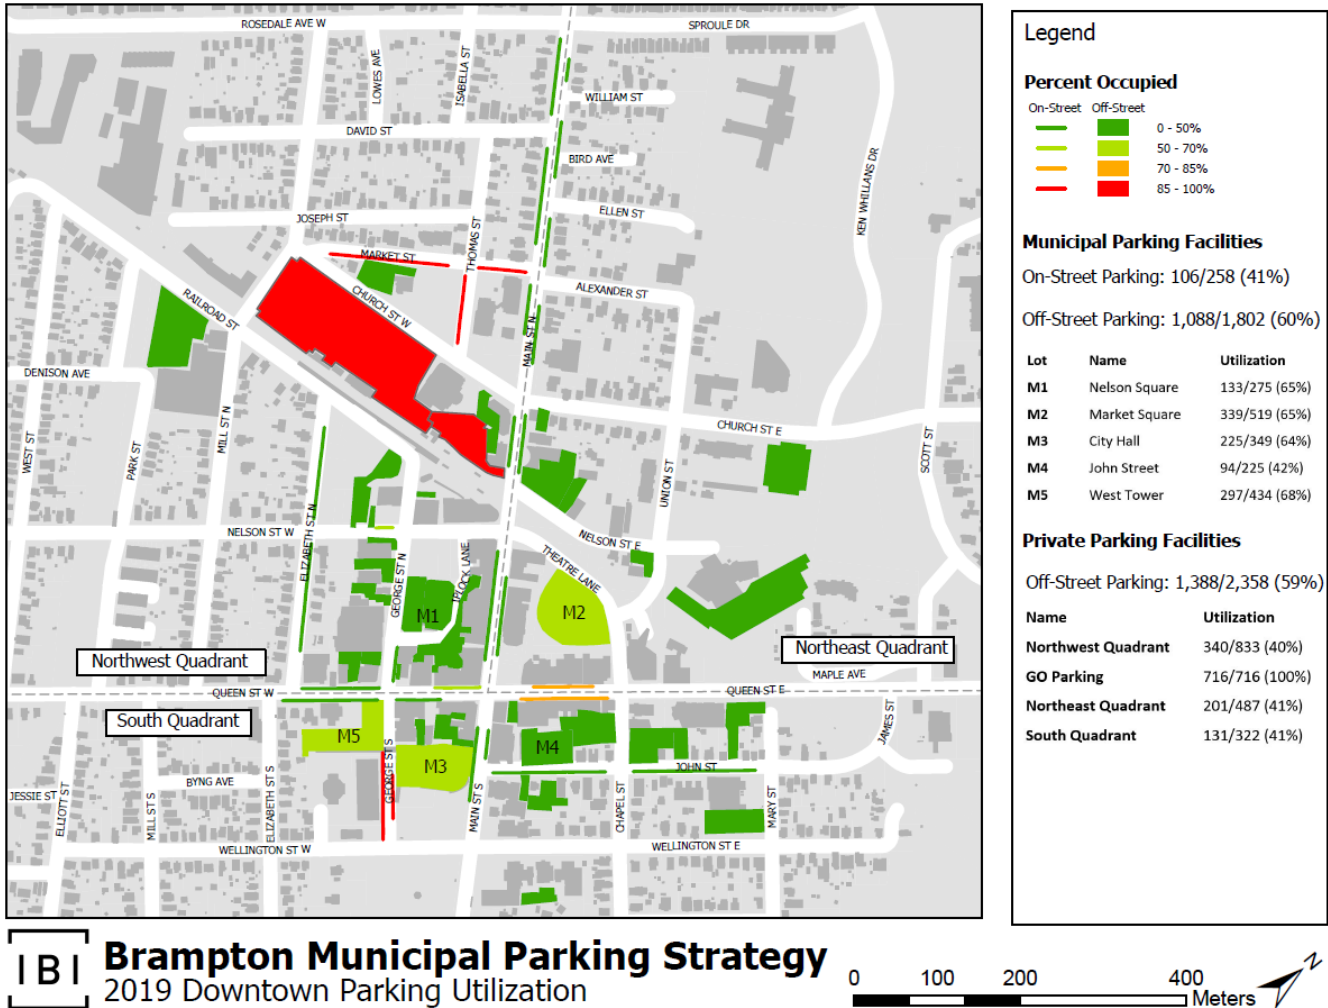 ROSEDALE AVE W
SPROULE DR
LOWES AVE
ISABELLA ST
WILLIAM ST
DAVID ST
BIRD AVE
KEN WHILLANS DR
JOSEPH ST
ELLEN ST
THOMAS ST
MARKET ST
ALEXANDER ST
RAILROAD ST
CHURCH ST W
MAIN ST N
DENISON AVE
CHURCH ST E
WEST ST
PARK ST
MILL ST N
SCOTT ST
UNION ST
NELSON ST W
ELIZABETH ST N
NELSON ST E
THEATRE LANE
GEORGE ST N
M1
M2
Northwest Quadrant
Northeast Quadrant
MAPLE AVE
QUEEN ST W
QUEEN ST E
South Quadrant
M5
M4
M3
JAMES ST
JOHN ST
GEORGE ST S
BYNG AVE
JESSIE ST
ELLIOTT ST
MILL ST S
ELIZABETH ST S
MAIN ST S
CHAPEL ST
MARY ST
WELLINGTON ST W
WELLINGTON ST E
Legend
Percent Occupied
On-Street Off-Street
0 - 50%
50 - 70%
70 - 85%
85 - 100%
Municipal Parking Facilities
On-Street Parking: 106/258 (41%)
Off-Street Parking: 1,088/1,802 (60%)
Lot Name Utilization
M1 Nelson Square 133/275 (65%)
M2 Market Square 339/519 (65%)
M3 City Hall 225/349 (64%)
M4 John Street 94/225 (42%)
M5 West Tower 297/434 (68%)
Private Parking Facilities
Off-Street Parking: 1,388/2,358 (59%)
Name Utilization
Northwest Quadrant 340/833 (40%)
GO Parking 716/716 (100%)
Northeast Quadrant 201/487 (41%)
South Quadrant 131/322 (41%)
IBI
Brampton Municipal Parking Strategy
2019 Downtown Parking Utilization
0 100 200 400
Meters
N